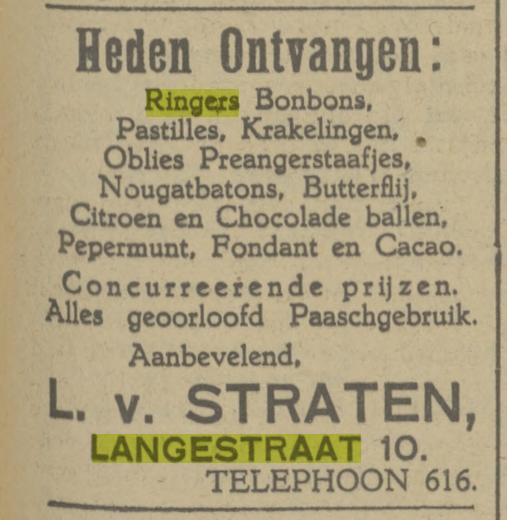 Heden Ontvangen:
Ringers Bonbons,
Pastilles, Krakelingen,
Oblies Preangerstaafjes,
Nougatbatons, Butterflij,
Citroen en Chocolade ballen,
Pepermunt, Fondant en Cacao.
Concurreerende prijzen.
Alles geoorloofd Paaschgebruik.
Aanbevelend,
L. v. STRATEN,
LANGESTRAAT 10.
TELEPHOON 616.